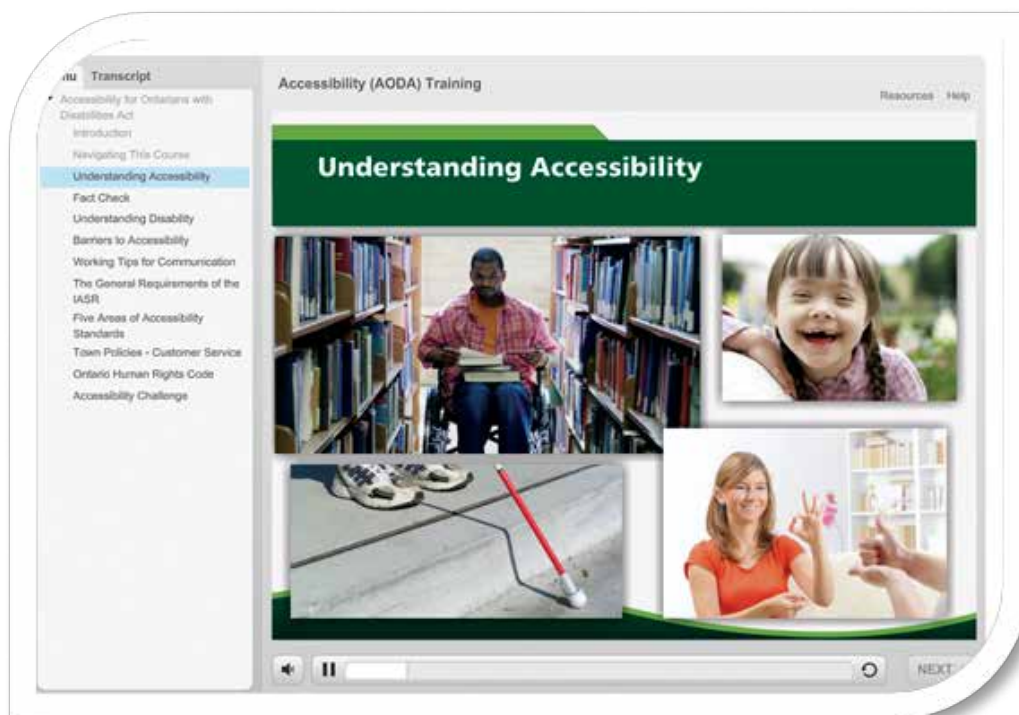 Transcript
Accessibility (AODA) Training
Resources Help
Accessibility for Ontarians with
Disabilities Act
Introduction
Navigating This Course
Understanding Accessibility
Fact Check
Understanding Disability
Barriers to Accessibility
Working Tips for Communication
The General Requirements of the
IASR
Five Areas of Accessibility
Standards
Town Policies - Customer Service
Ontario Human Rights Code
Accessibility Challenge
Understanding Accessibility
NEXT